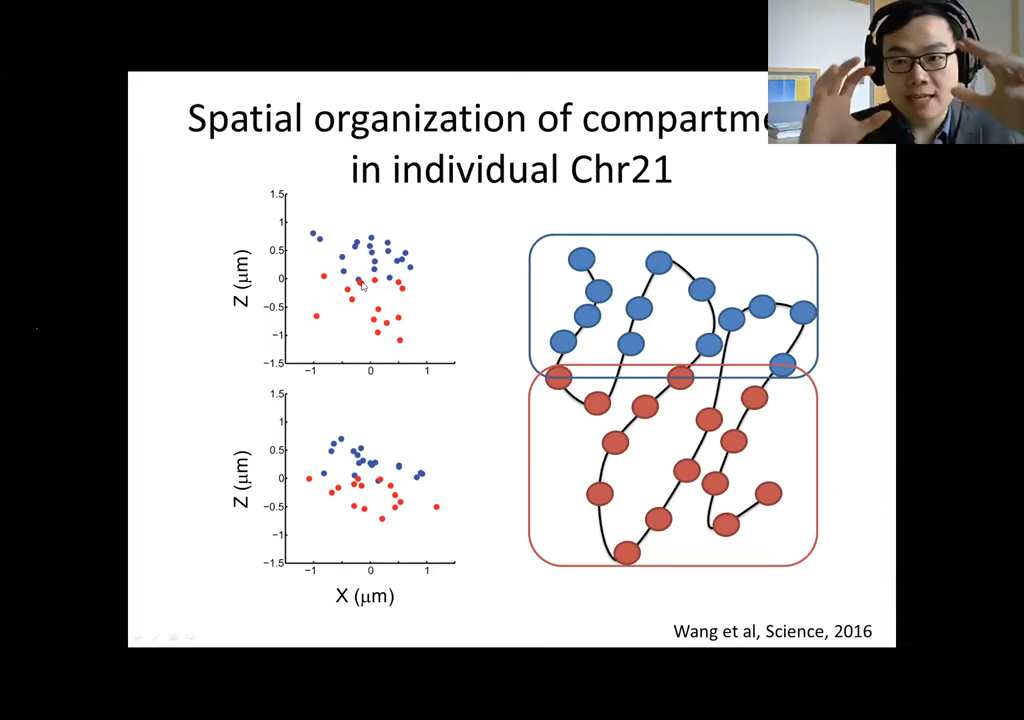 Spatial organization of compartme
in individual Chr21
1.5
1
0.5
0
−0.5
−1
−1.5
Z (μm)
−1 0 1
1.5
1
0.5
0
−0.5
−1
−1.5
Z (μm)
−1 0 1
X (μm)
Wang et al, Science, 2016